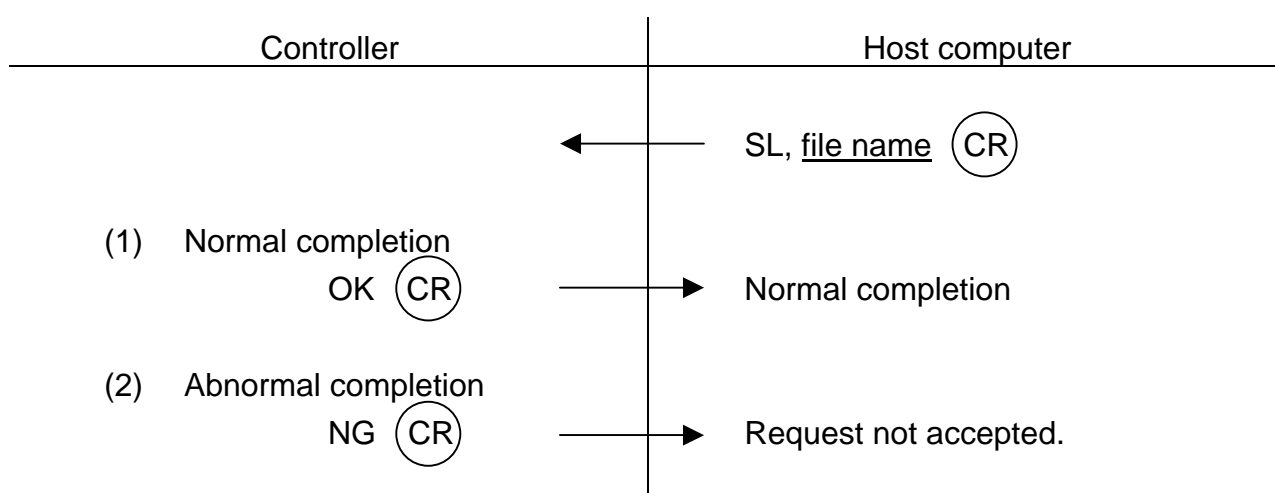 Controller Host computer
SL, file name CR
(1) Normal completion
OK CR Normal completion
(2) Abnormal completion
NG CR Request not accepted.